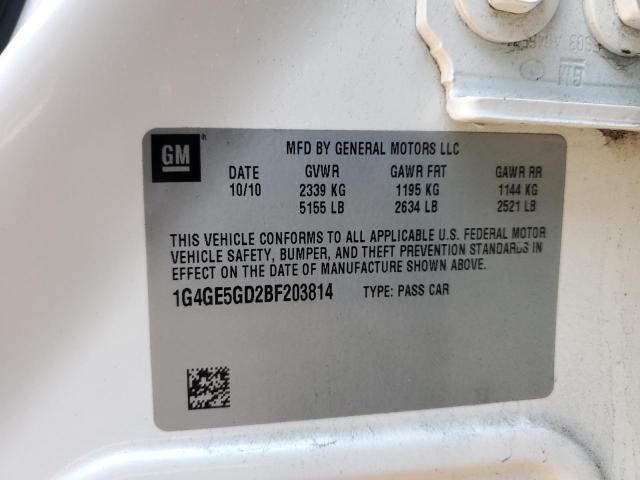 GM
MFD BY GENERAL MOTORS LLC
DATE GVWR GAWR FRT GAWR RR
10/10 2339 KG 1195 KG 1144 KG
5155 LB 2634 LB 2521 LB
THIS VEHICLE CONFORMS TO ALL APPLICABLE U.S. FEDERAL MOTOR
VEHICLE SAFETY, BUMPER, AND THEFT PREVENTION STANDARDS IN
EFFECT ON THE DATE OF MANUFACTURE SHOWN ABOVE.
1G4GE5GD2BF203814 TYPE: PASS CAR
GM